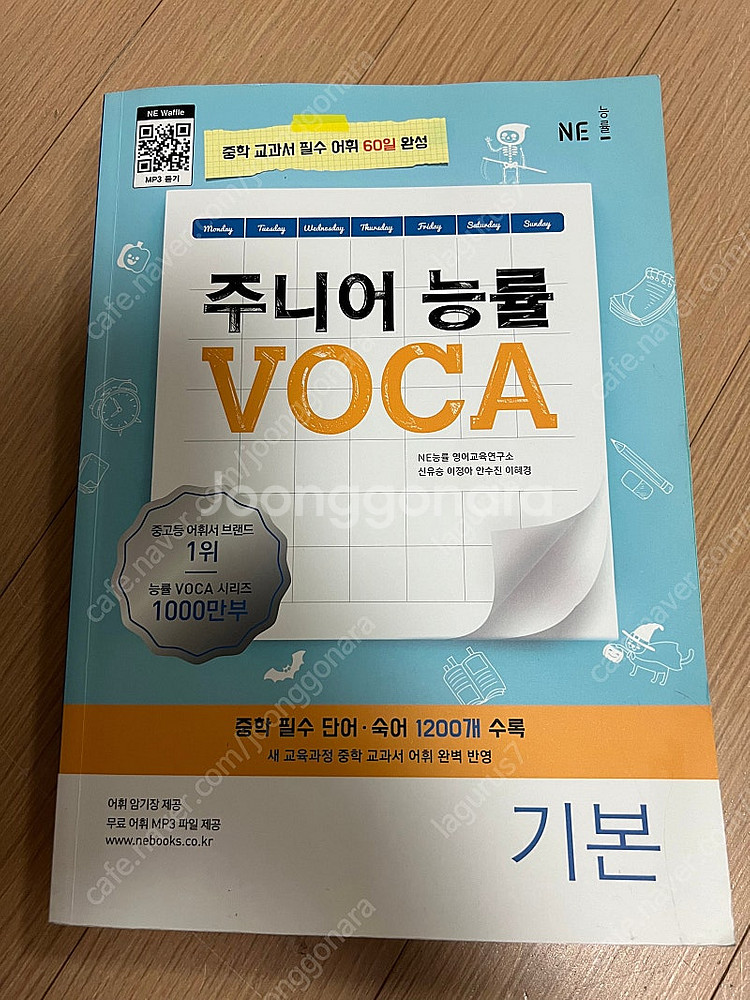 NE Waffle
MP3 듣기
중학 교과서 필수 어휘 60일 완성
NE 능률
Monday Tuesday Wednesday Thursday Friday Saturday Sunday
주니어 능률
VOCA
NE능률 영어교육연구소
신유승 이정아 안수진 이혜경
Joonggonara
중고등 어휘서 브랜드
1위
능률 VOCA 시리즈
1000만부
중학 필수 단어·숙어 1200개 수록
새 교육과정 중학 교과서 어휘 완벽 반영
어휘 암기장 제공
무료 어휘 MP3 파일 제공
www.nebooks.co.kr
기본
cafe.naver.com/joonggonara
lagurus7